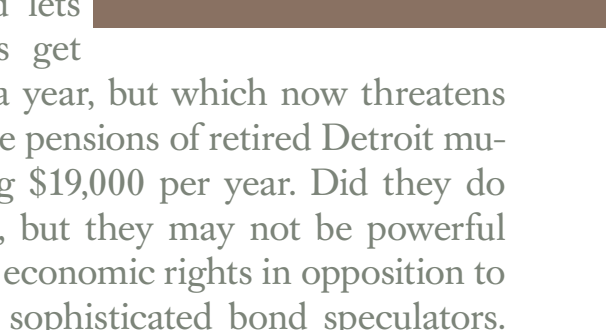 lets
s get
a year, but which now threatens
e pensions of retired Detroit mu-
g $19,000 per year. Did they do
, but they may not be powerful
economic rights in opposition to
sophisticated bond speculators.